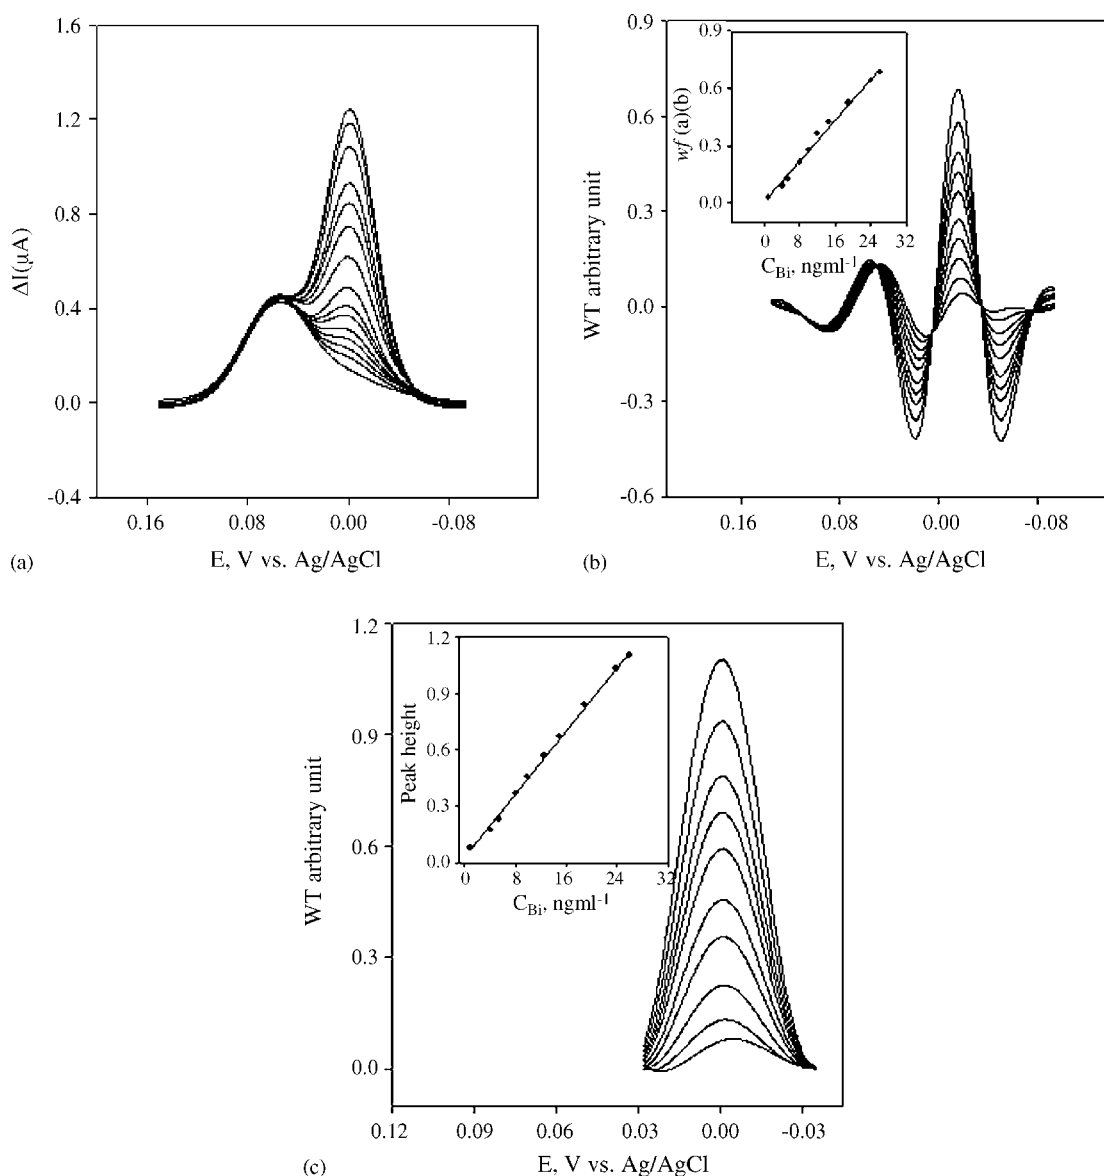 1.6
1.2
0.8
0.4
0.0
-0.4
ΔI(μA)
0.16 0.08 0.00 -0.08
E, V vs. Ag/AgCl
(a)
0.9
0.6
0.3
0.0
-0.3
-0.6
WT arbitrary unit
0.9
0.6
0.3
0.0
wf (a)(b)
0 8 16 24 32
C_Bi, ngml⁻¹
0.16 0.08 0.00 -0.08
E, V vs. Ag/AgCl
(b)
1.2
0.9
0.6
0.3
0.0
WT arbitrary unit
1.2
0.9
0.6
0.3
0.0
Peak height
0 8 16 24 32
C_Bi, ngml⁻¹
0.12 0.09 0.06 0.03 0.00 -0.03
E, V vs. Ag/AgCl
(c)